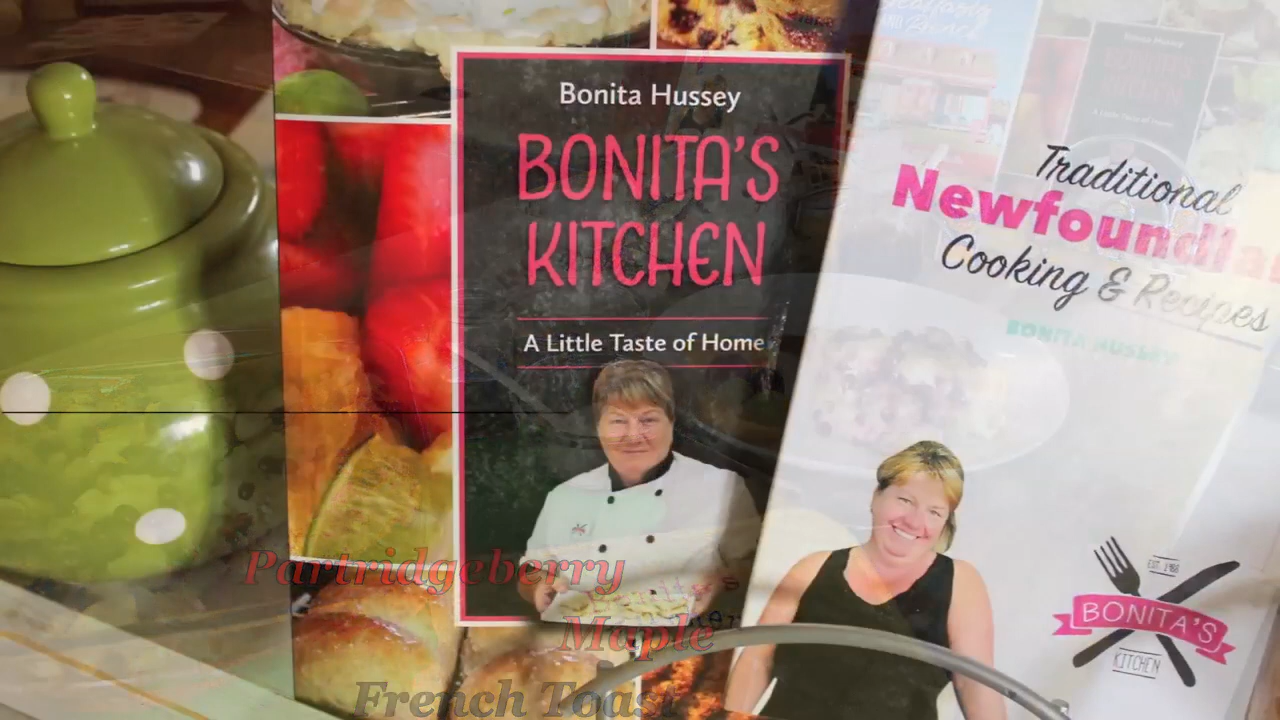 Bonita Hussey
BONITA'S
KITCHEN
A Little Taste of Home
Traditional
Newfoundla
Cooking & Recipes
BONITA HUSSEY
EST. 1980
BONITA'S
KITCHEN
Partridgeberry
Maple
French Toast